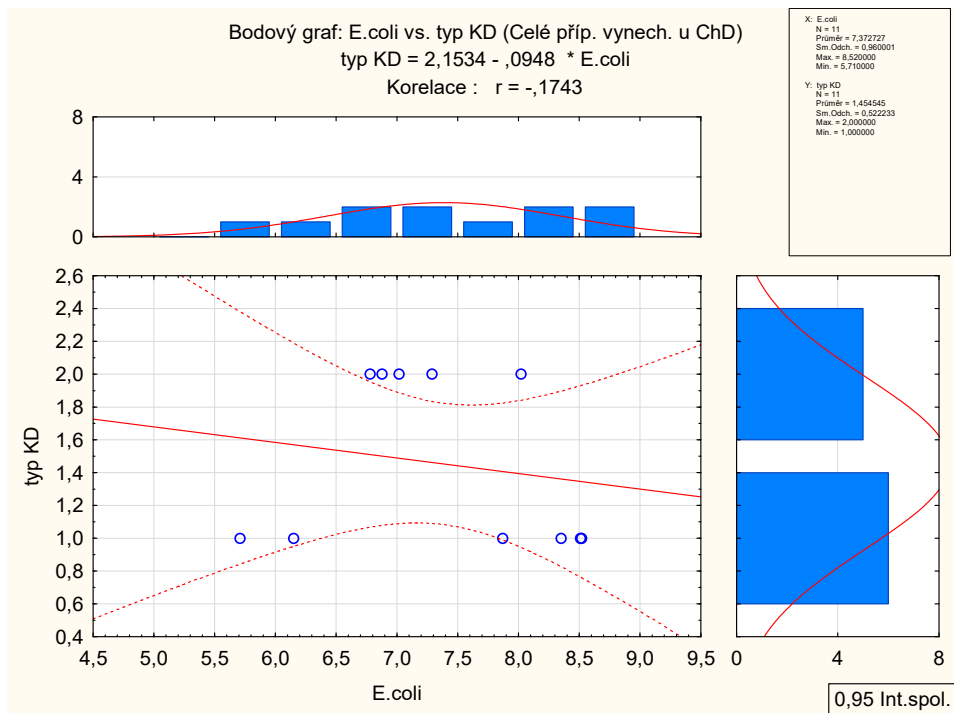 Bodový graf: E.coli vs. typ KD (Celé příp. vynech. u ChD)
typ KD = 2,1534 - ,0948 * E.coli
Korelace : r = -,1743
X: E.coli
N = 11
Průměr = 7,372727
Sm.Odch. = 0,960001
Max. = 8,520000
Min. = 5,710000
Y: typ KD
N = 11
Průměr = 1,454545
Sm.Odch. = 0,522233
Max. = 2,000000
Min. = 1,000000
8
4
0
2,6
2,4
2,2
2,0
1,8
1,6
1,4
1,2
1,0
0,8
0,6
0,4
typ KD
4,5 5,0 5,5 6,0 6,5 7,0 7,5 8,0 8,5 9,0 9,5
E.coli
0 4 8
0,95 Int.spol.